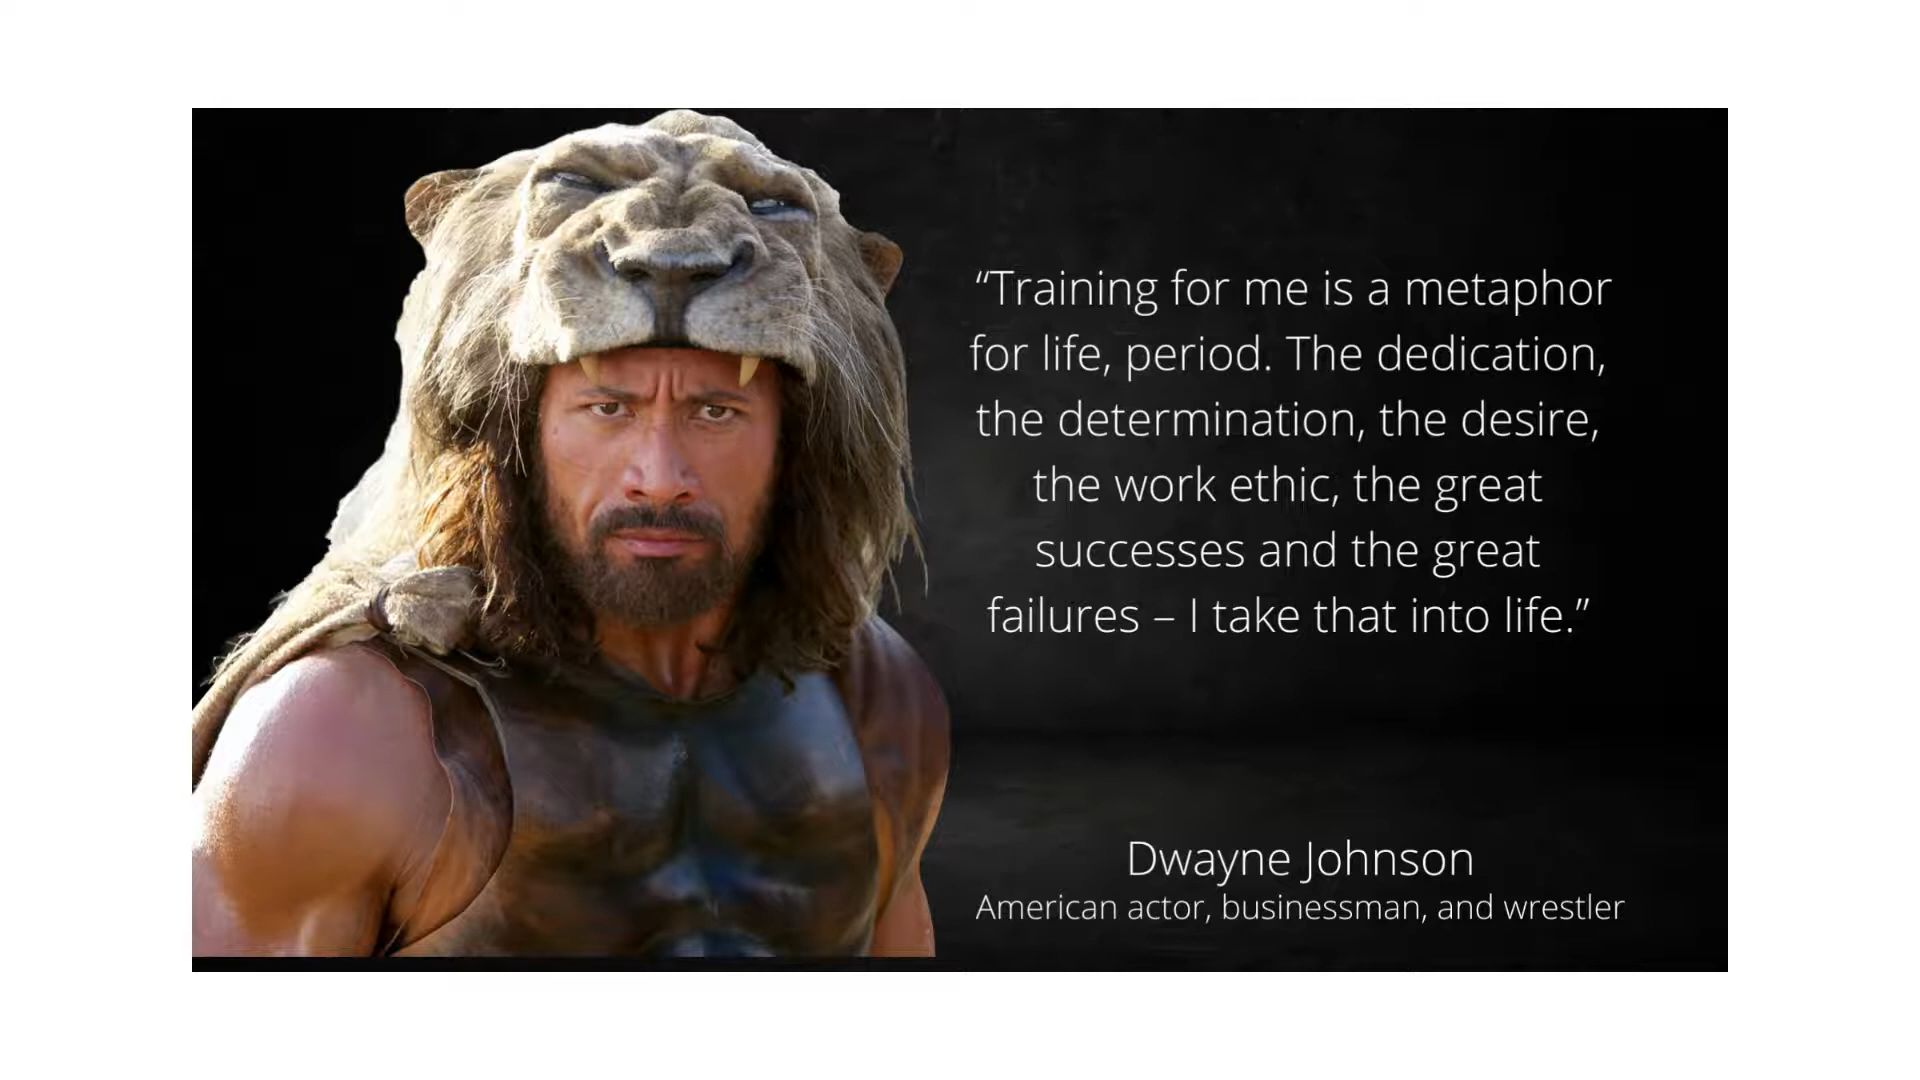 “Training for me is a metaphor
for life, period. The dedication,
the determination, the desire,
the work ethic, the great
successes and the great
failures – I take that into life.”
Dwayne Johnson
American actor, businessman, and wrestler